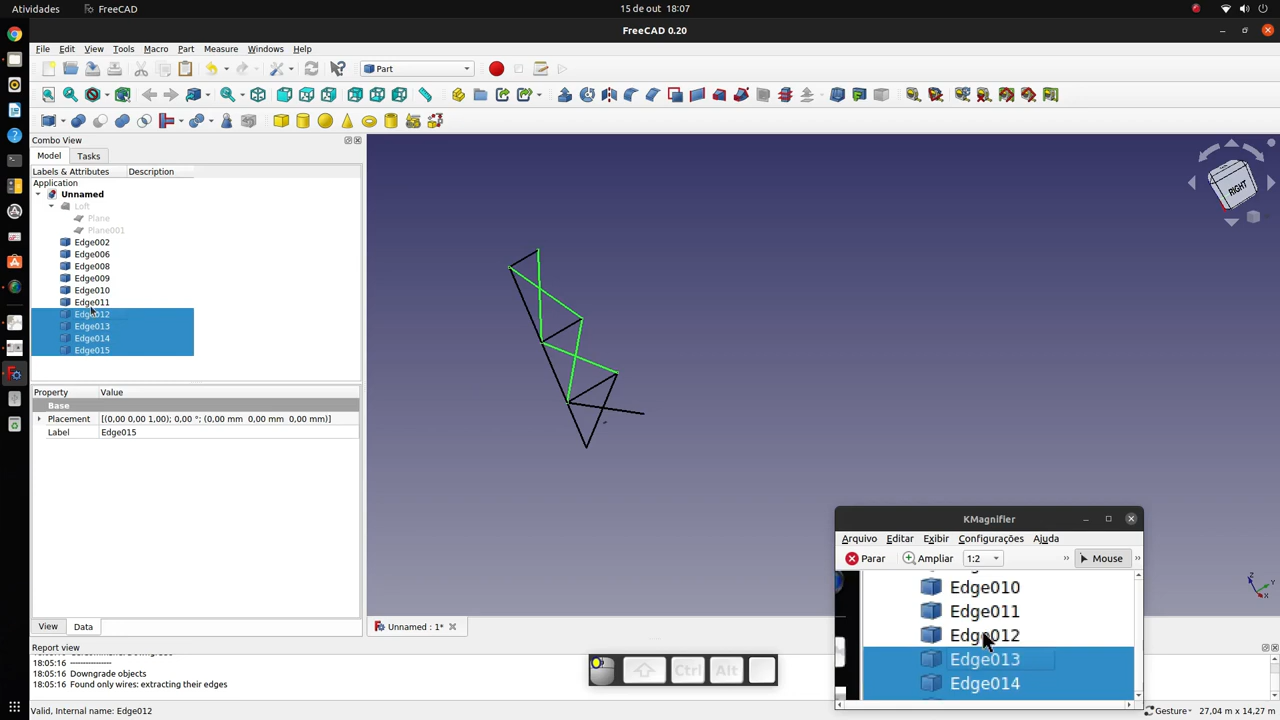 Atividades
FreeCAD
15 de out 18:07
FreeCAD 0.20
File Edit View Tools Macro Part Measure Windows Help
Part
Combo View
Model Tasks
Labels & Attributes Description
Application
Unnamed
Loft
Plane
Plane001
Edge002
Edge006
Edge008
Edge009
Edge010
Edge011
Edge012
Edge013
Edge014
Edge015
Property Value
Base
Placement [(0,00 0,00 1,00); 0,00 °; (0,00 mm 0,00 mm 0,00 mm)]
Label Edge015
View Data
RIGHT
Z
Y
X
Unnamed : 1*
Report view
18:05:16 ---------------
18:05:16 Downgrade objects
18:05:16 Found only wires: extracting their edges
Ctrl Alt
KMagnifier
Arquivo Editar Exibir Configurações Ajuda
Parar Ampliar 1:2 » Mouse »
Edge010
Edge011
Edge012
Edge013
Edge014
Valid, Internal name: Edge012
Gesture 27,04 m x 14,27 m